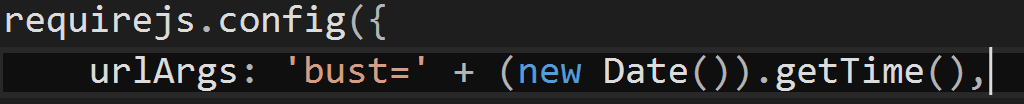 requirejs.config({
urlArgs: 'bust=' + (new Date()).getTime(),